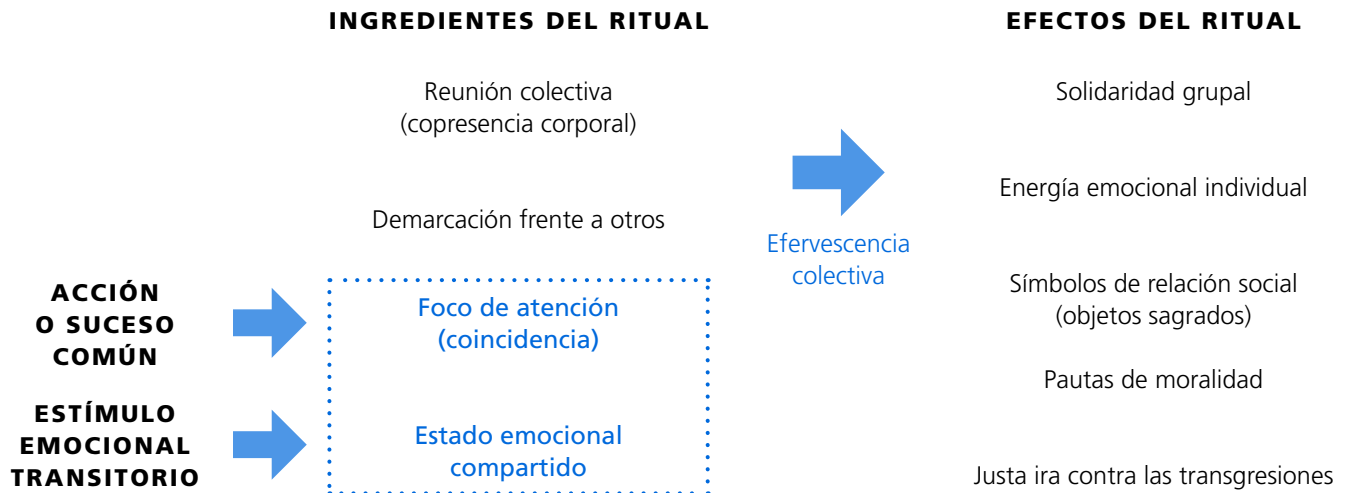 INGREDIENTES DEL RITUAL
EFECTOS DEL RITUAL
Reunión colectiva
(copresencia corporal)
Demarcación frente a otros
ACCIÓN
O SUCESO
COMÚN
Foco de atención
(coincidencia)
ESTÍMULO
EMOCIONAL
TRANSITORIO
Estado emocional
compartido
Efervescencia
colectiva
Solidaridad grupal
Energía emocional individual
Símbolos de relación social
(objetos sagrados)
Pautas de moralidad
Justa ira contra las transgresiones